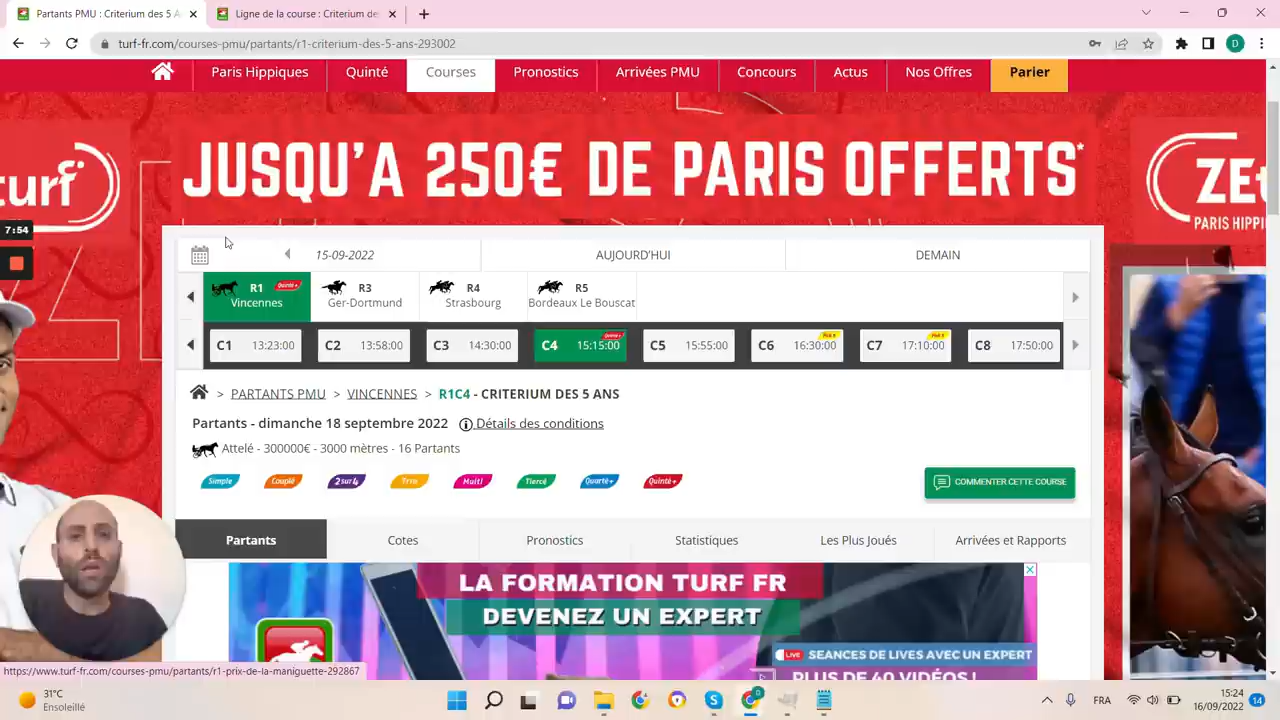 Partants PMU : Criterium des 5 A
Ligne de la course : Criterium de
turf-fr.com/courses-pmu/partants/r1-criterium-des-5-ans-293002
D
Paris Hippiques
Quinté
Courses
Pronostics
Arrivées PMU
Concours
Actus
Nos Offres
Parier
JUSQU'A 250€ DE PARIS OFFERTS*
turf
PARIS HIPPI
7:54
15-09-2022
AUJOURD'HUI
DEMAIN
R1 Quinté+
Vincennes
R3
Ger-Dortmund
R4
Strasbourg
R5
Bordeaux Le Bouscat
C1 13:23:00
C2 13:58:00
C3 14:30:00
C4 15:15:00 Quinté+
C5 15:55:00
C6 16:30:00
C7 17:10:00
C8 17:50:00
> PARTANTS PMU > VINCENNES > R1C4 - CRITERIUM DES 5 ANS
Partants - dimanche 18 septembre 2022 Détails des conditions
Attelé - 300000€ - 3000 mètres - 16 Partants
Simple
Couplé
2sur4
Trio
Multi
Tiercé
Quarté+
Quinté+
COMMENTER CETTE COURSE
Partants
Cotes
Pronostics
Statistiques
Les Plus Joués
Arrivées et Rapports
LA FORMATION TURF FR
DEVENEZ UN EXPERT
LIVE SEANCES DE LIVES AVEC UN EXPERT
PLUS DE 40 VIDÉOS !
https://www.turf-fr.com/courses-pmu/partants/r1-prix-de-la-maniguette-292867
31°C
Ensoleillé
FRA
15:24
16/09/2022
14